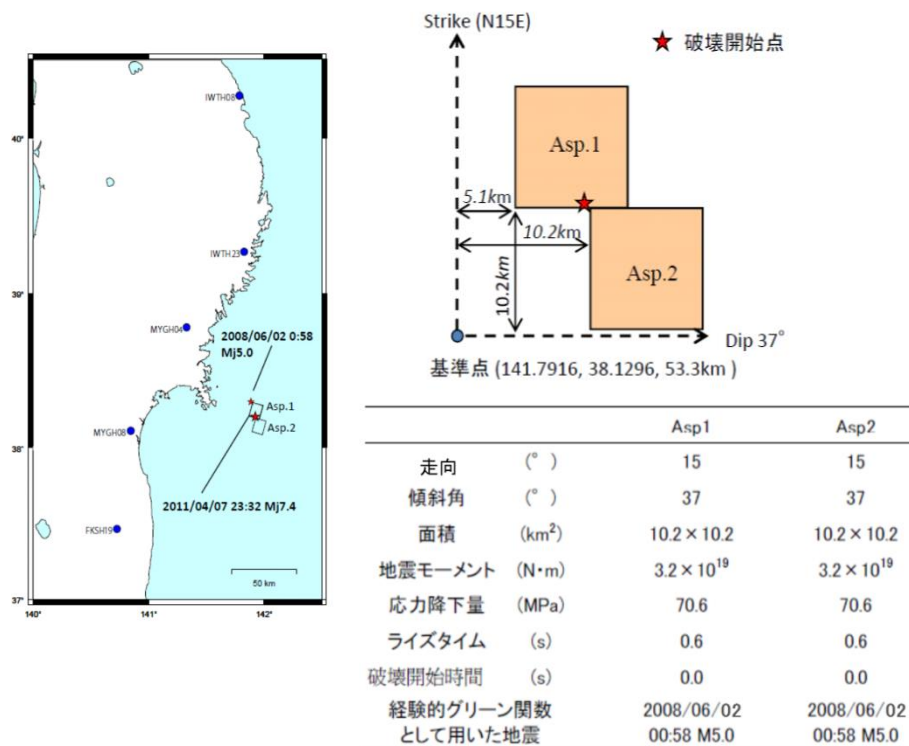 Strike (N15E)
破壊開始点
IWTH08
40°
Asp.1
5.1km
IWTH23
10.2km
Asp.2
39°
10.2km
MYGH04
2008/06/02 0:58
Mj5.0
Dip 37°
基準点 (141.7916, 38.1296, 53.3km )
Asp.1
Asp.2
MYGH08
38°
2011/04/07 23:32 Mj7.4
FKSH19
50 km
37°
140° 141° 142°
Asp1 Asp2
走向 (° ) 15 15
傾斜角 (° ) 37 37
面積 (km²) 10.2×10.2 10.2×10.2
地震モーメント (N・m) 3.2×10¹⁹ 3.2×10¹⁹
応力降下量 (MPa) 70.6 70.6
ライズタイム (s) 0.6 0.6
破壊開始時間 (s) 0.0 0.0
経験的グリーン関数 2008/06/02 2008/06/02
として用いた地震 00:58 M5.0 00:58 M5.0